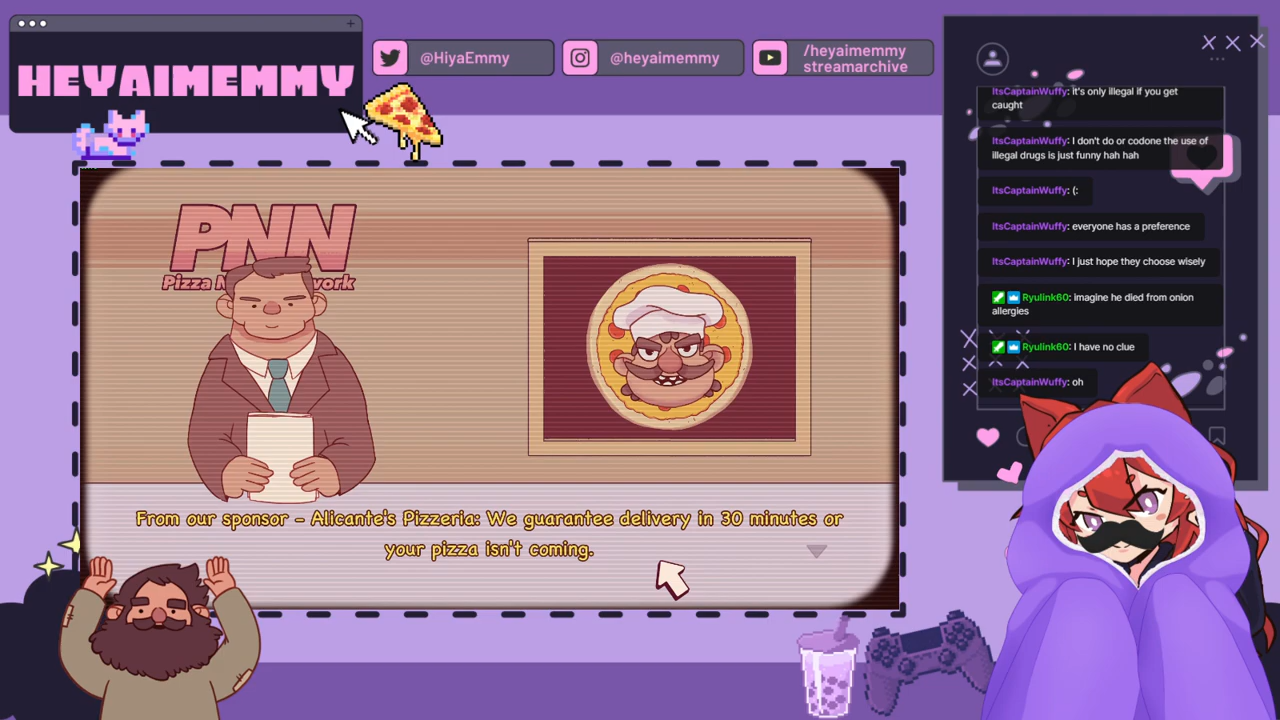 HEYAIMEMMY
@HiyaEmmy
@heyaimemmy
/heyaimemmy
streamarchive
ItsCaptainWuffy: it's only illegal if you get
caught
ItsCaptainWuffy: I don't do or codone the use of
illegal drugs is just funny hah hah
ItsCaptainWuffy: (:
ItsCaptainWuffy: everyone has a preference
ItsCaptainWuffy: I just hope they choose wisely
Ryulink60: imagine he died from onion
allergies
Ryulink60: I have no clue
ItsCaptainWuffy: oh
PNN
Pizza
From our sponsor - Alicante's Pizzeria: We guarantee delivery in 30 minutes or
your pizza isn't coming.